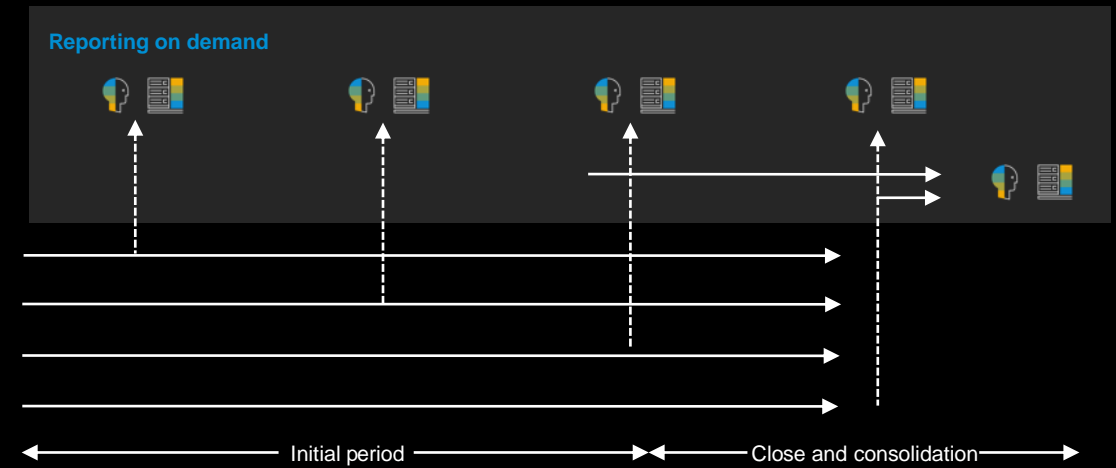 Reporting on demand
Initial period
Close and consolidation